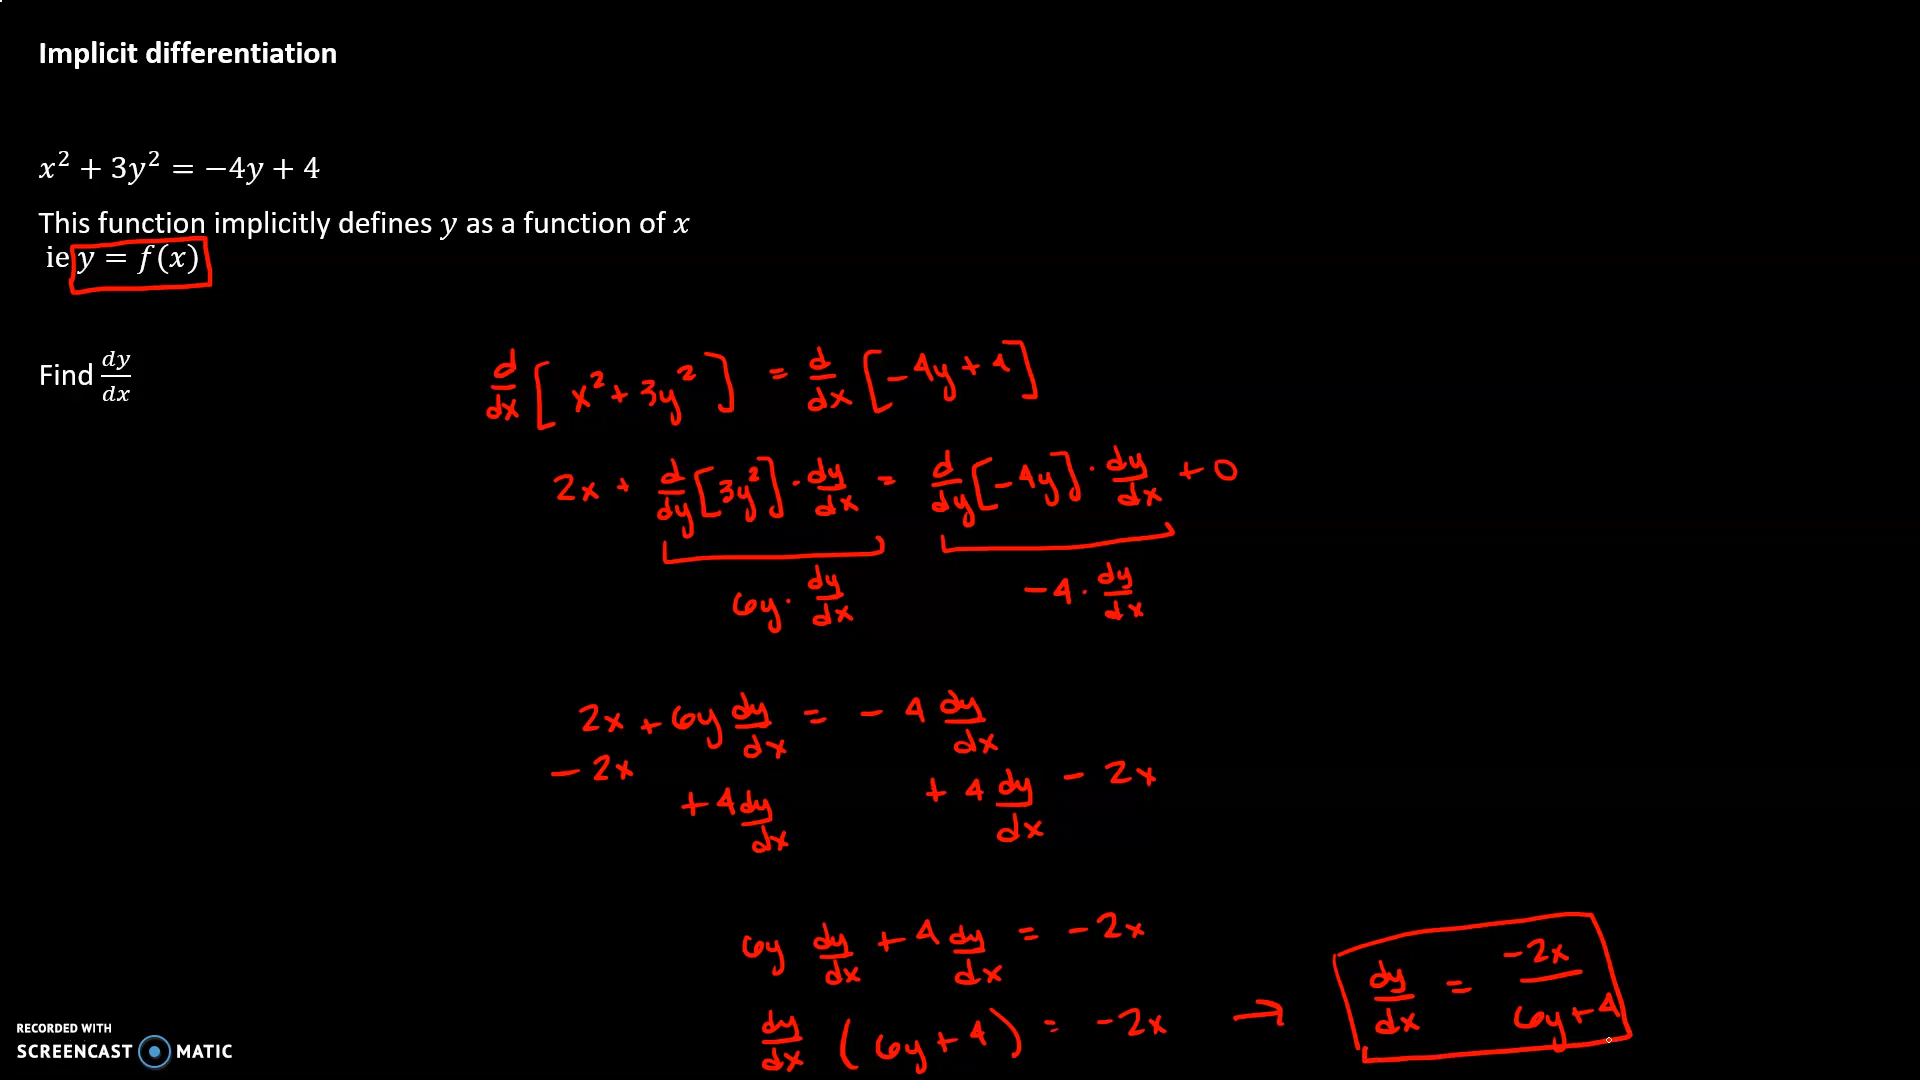 Implicit differentiation
x² + 3y² = −4y + 4
This function implicitly defines y as a function of x
ie y = f(x)
Find dy/dx
d/dx [x² + 3y²] = d/dx [−4y + 4]
2x + d/dy [3y²] · dy/dx = d/dy [−4y] · dy/dx + 0
6y · dy/dx −4 · dy/dx
2x + 6y dy/dx = − 4 dy/dx
− 2x + 4 dy/dx + 4 dy/dx − 2x
6y dy/dx + 4 dy/dx = −2x
dy/dx (6y + 4) = −2x → dy/dx = −2x/6y+4
RECORDED WITH
SCREENCAST MATIC